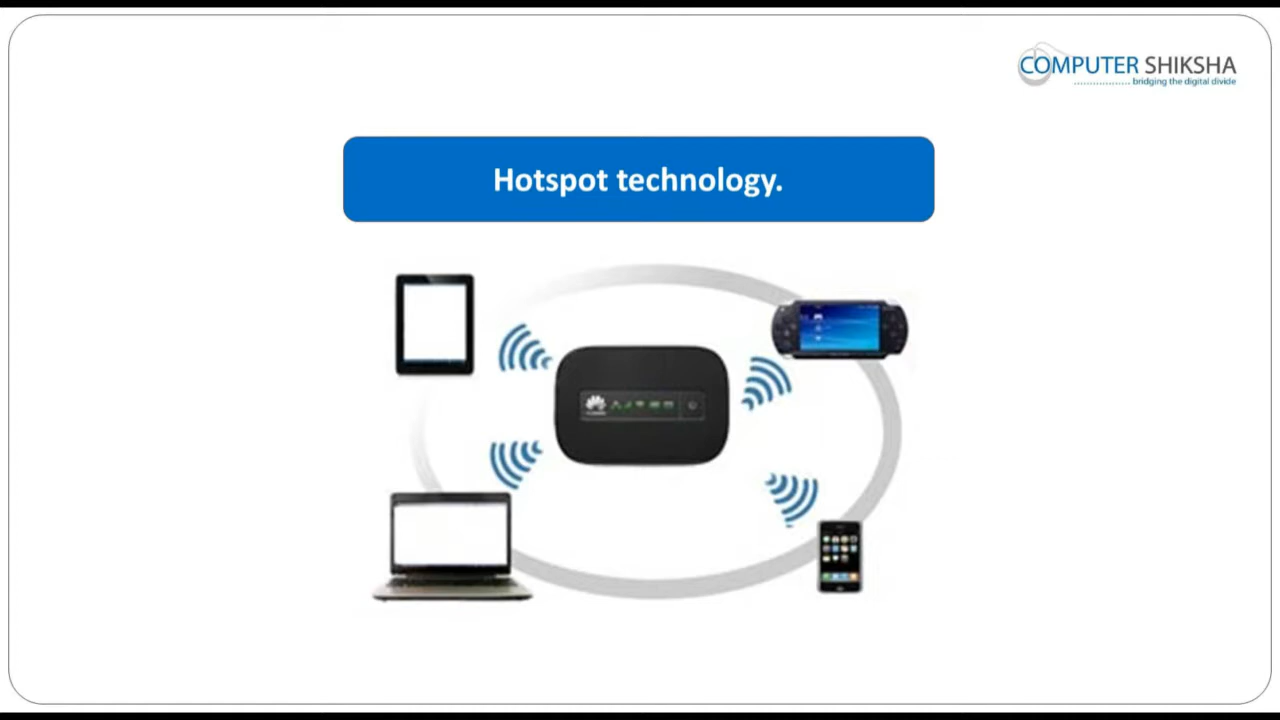 COMPUTER SHIKSHA
bridging the digital divide
Hotspot technology.